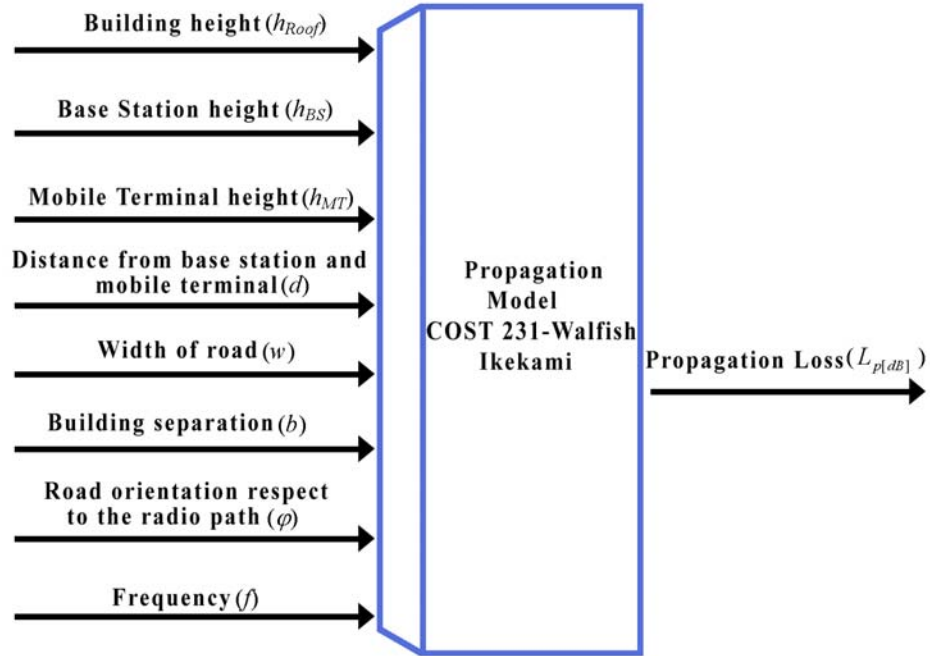 Building height (hRoof)
Base Station height (hBS)
Mobile Terminal height (hMT)
Distance from base station and
mobile terminal (d)
Width of road (w)
Building separation (b)
Road orientation respect
to the radio path (φ)
Frequency (f)
Propagation
Model
COST 231-Walfish
Ikekami
Propagation Loss (Lp[dB])